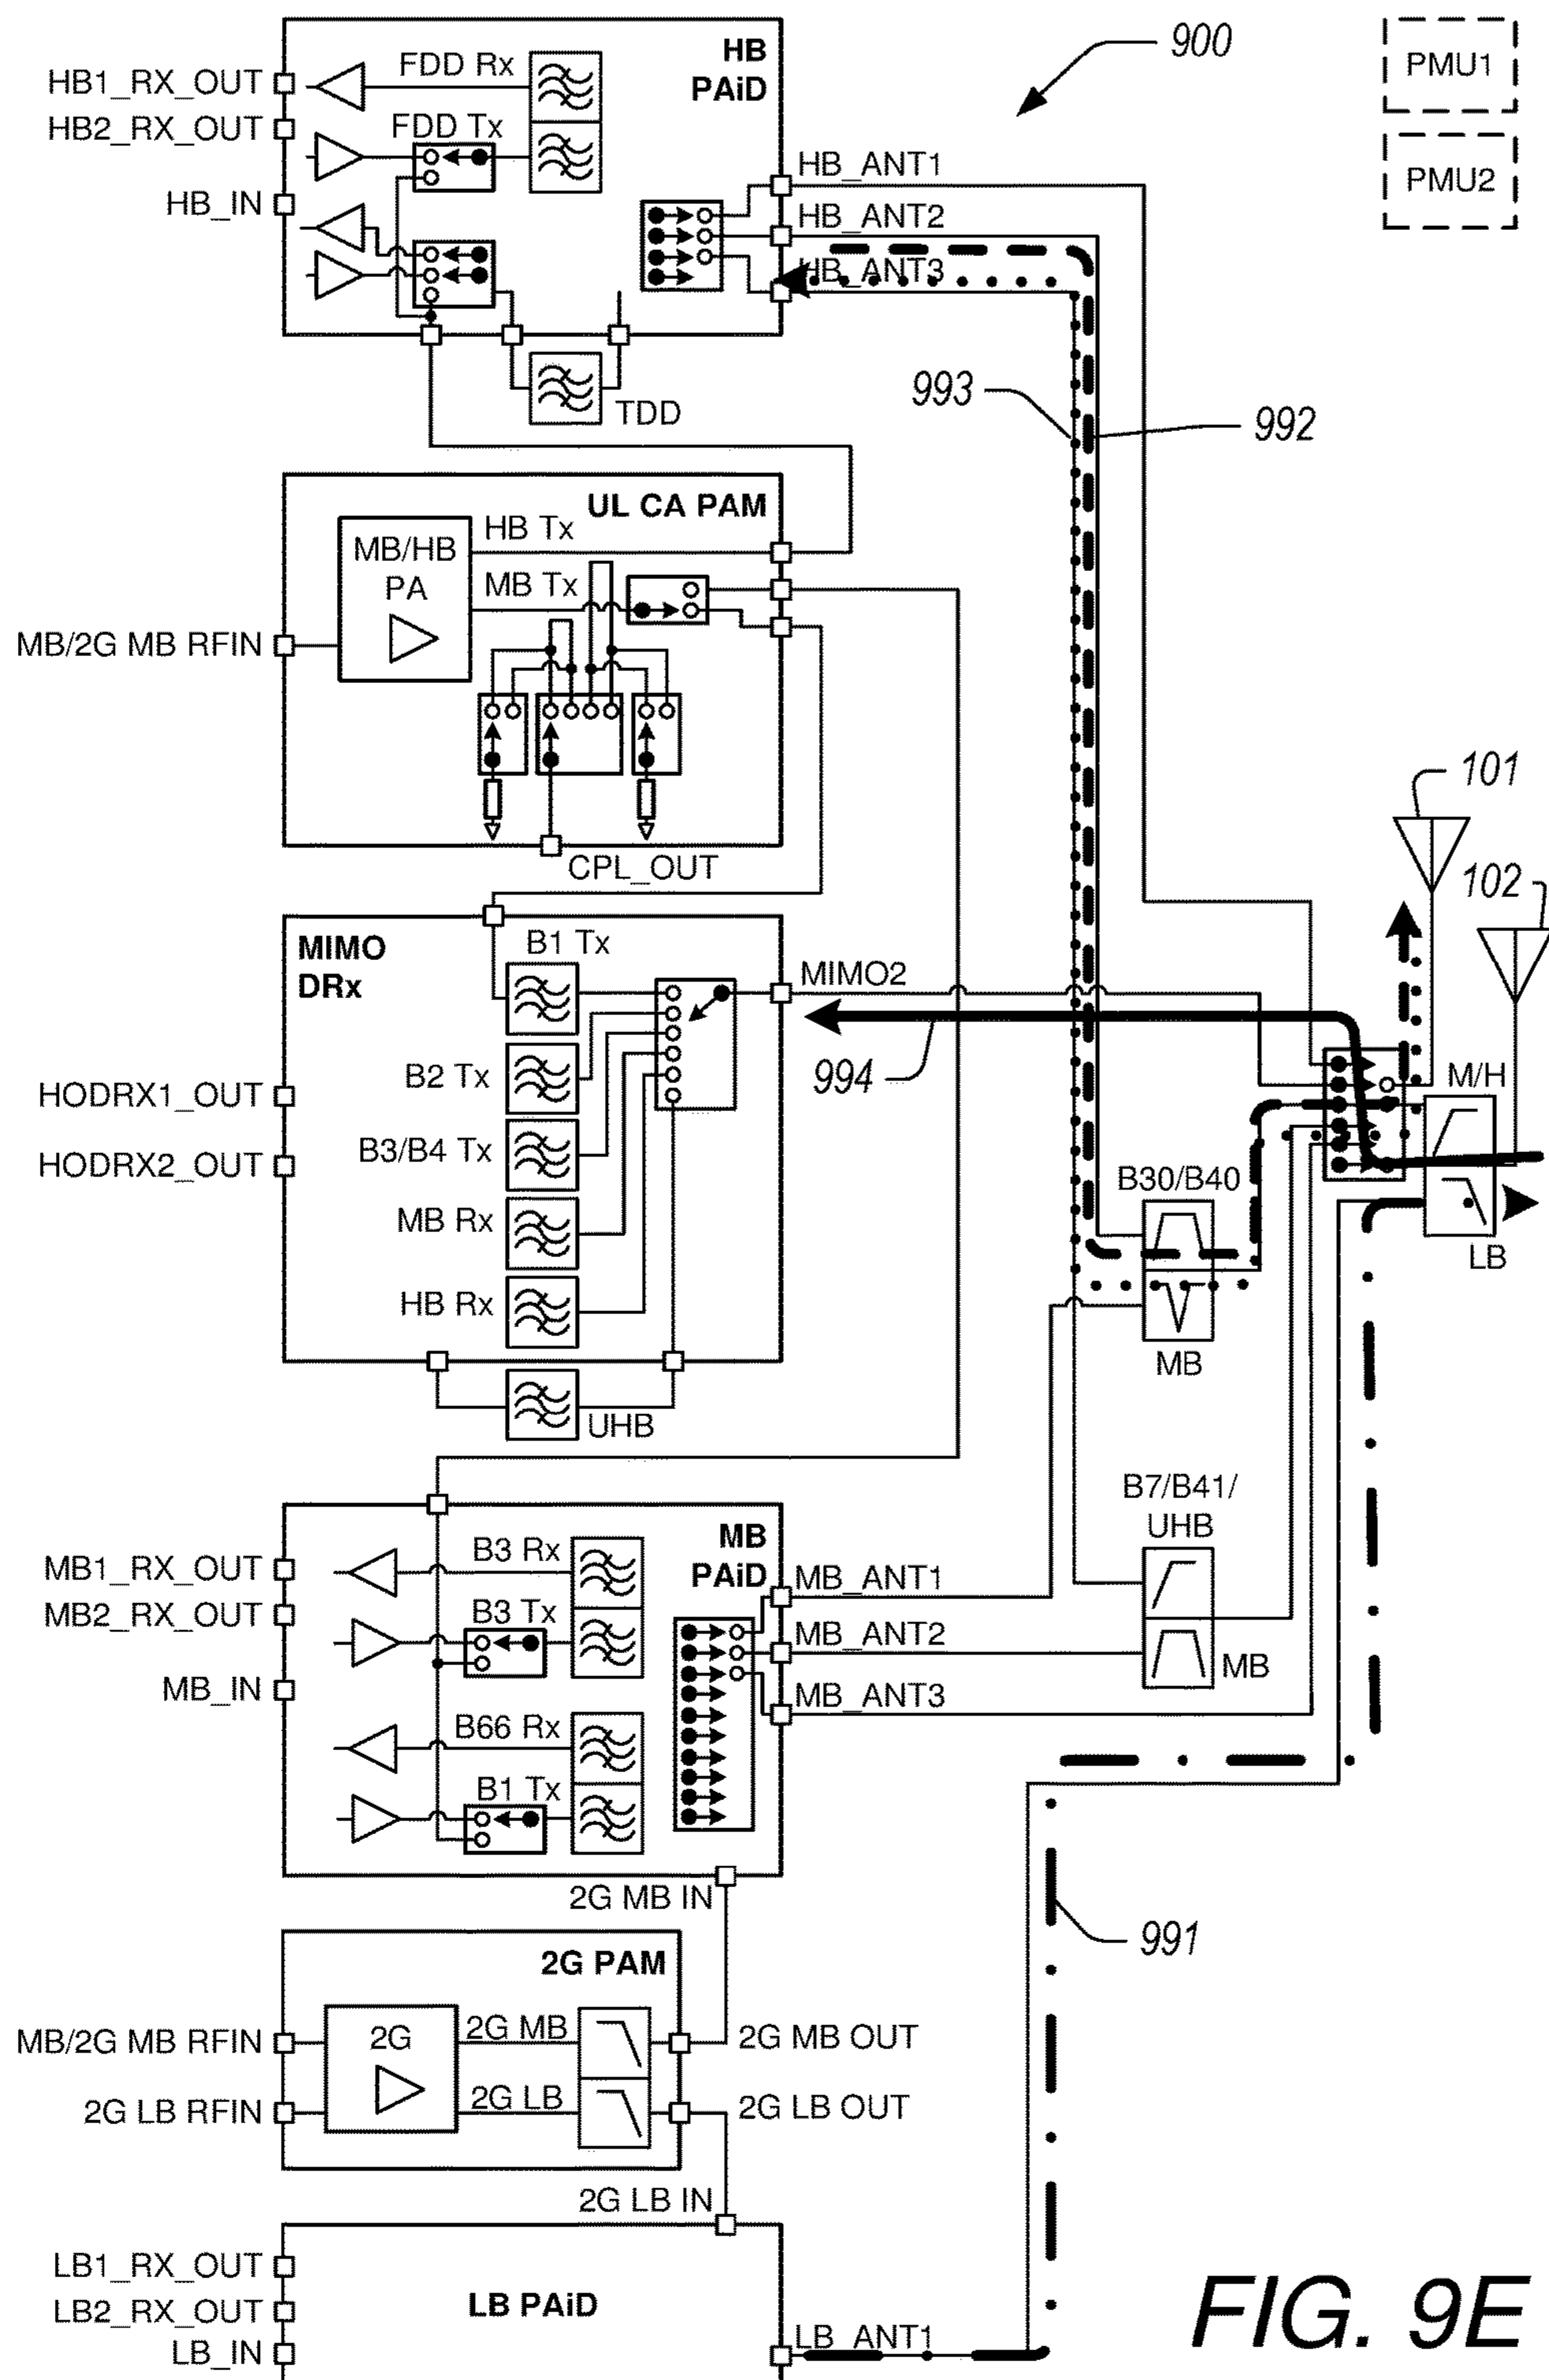 HB
PAiD
900
PMU1
PMU2
HB1_RX_OUT
FDD Rx
HB2_RX_OUT
FDD Tx
HB_IN
HB_ANT1
HB_ANT2
HB_ANT3
TDD
993
992
UL CA PAM
MB/HB
PA
HB Tx
MB Tx
MB/2G MB RFIN
CPL_OUT
101
102
MIMO
DRx
B1 Tx
MIMO2
B2 Tx
994
M/H
HODRX1_OUT
B3/B4 Tx
HODRX2_OUT
B30/B40
MB Rx
LB
HB Rx
MB
UHB
B7/B41/
UHB
MB
PAiD
MB1_RX_OUT
B3 Rx
MB_ANT1
MB2_RX_OUT
B3 Tx
MB_ANT2
MB
MB_IN
MB_ANT3
B66 Rx
B1 Tx
2G MB IN
991
2G PAM
MB/2G MB RFIN
2G
2G MB
2G MB OUT
2G LB RFIN
2G LB
2G LB OUT
2G LB IN
LB1_RX_OUT
LB2_RX_OUT
LB PAiD
LB_IN
LB_ANT1
FIG. 9E